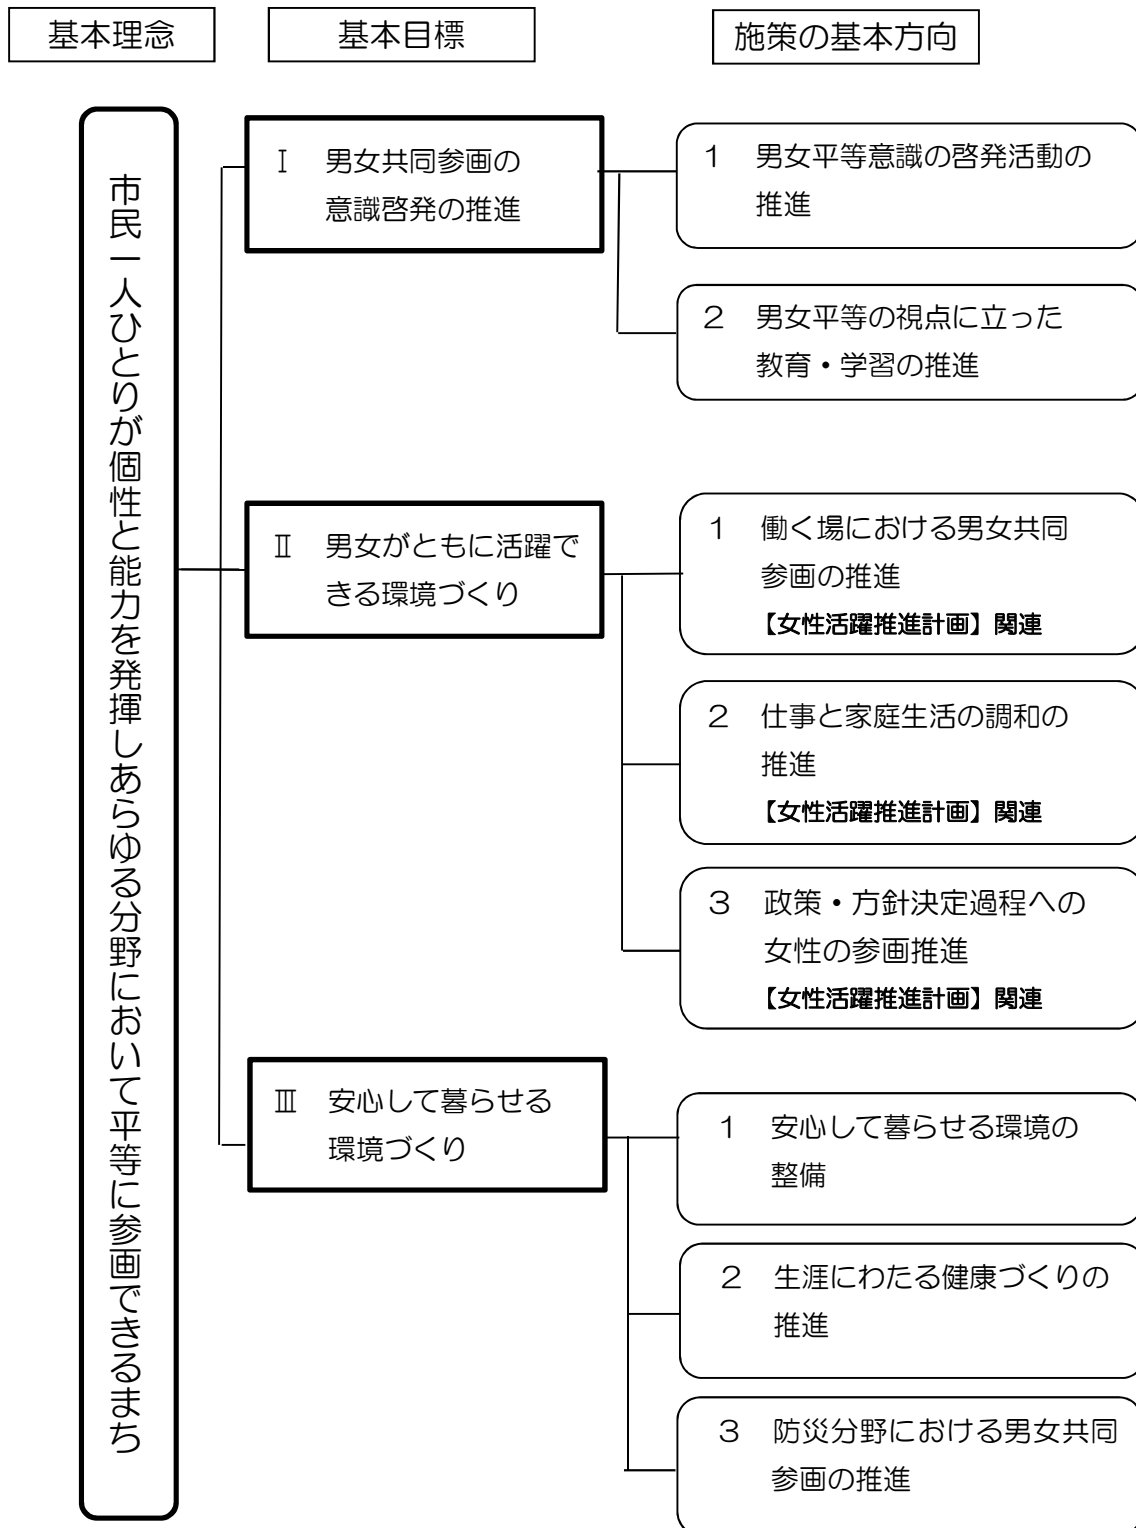 基本理念
基本目標
施策の基本方向
市民一人ひとりが個性と能力を発揮しあらゆる分野において平等に参画できるまち
Ⅰ 男女共同参画の
意識啓発の推進
1 男女平等意識の啓発活動の
推進
2 男女平等の視点に立った
教育・学習の推進
Ⅱ 男女がともに活躍で
きる環境づくり
1 働く場における男女共同
参画の推進
【女性活躍推進計画】関連
2 仕事と家庭生活の調和の
推進
【女性活躍推進計画】関連
3 政策・方針決定過程への
女性の参画推進
【女性活躍推進計画】関連
Ⅲ 安心して暮らせる
環境づくり
1 安心して暮らせる環境の
整備
2 生涯にわたる健康づくりの
推進
3 防災分野における男女共同
参画の推進